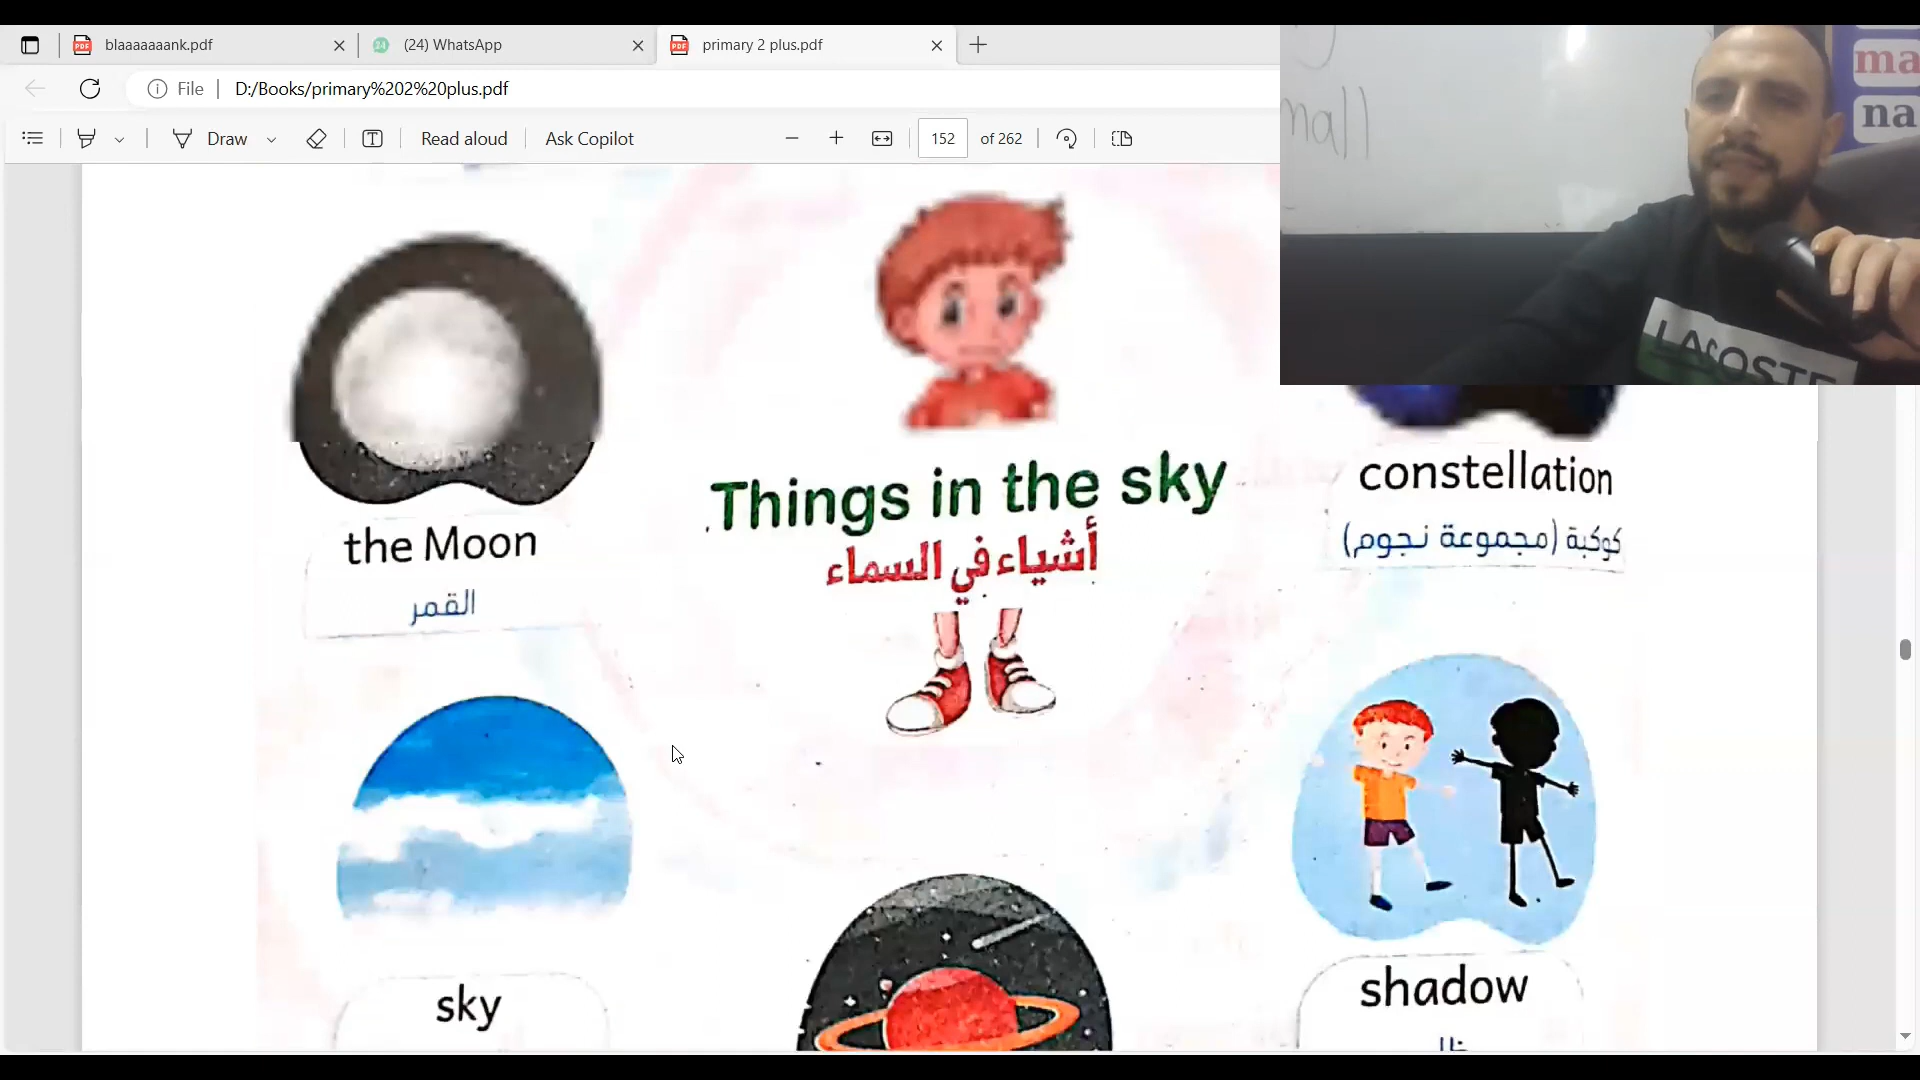 blaaaaaaank.pdf
24
(24) WhatsApp
primary 2 plus.pdf
File
D:/Books/primary%202%20plus.pdf
Draw
Read aloud
Ask Copilot
152
of 262
ma
na
LACOSTE
the Moon
القمر
Things in the sky
أشياء في السماء
constellation
كوكبة (مجموعة نجوم)
sky
shadow